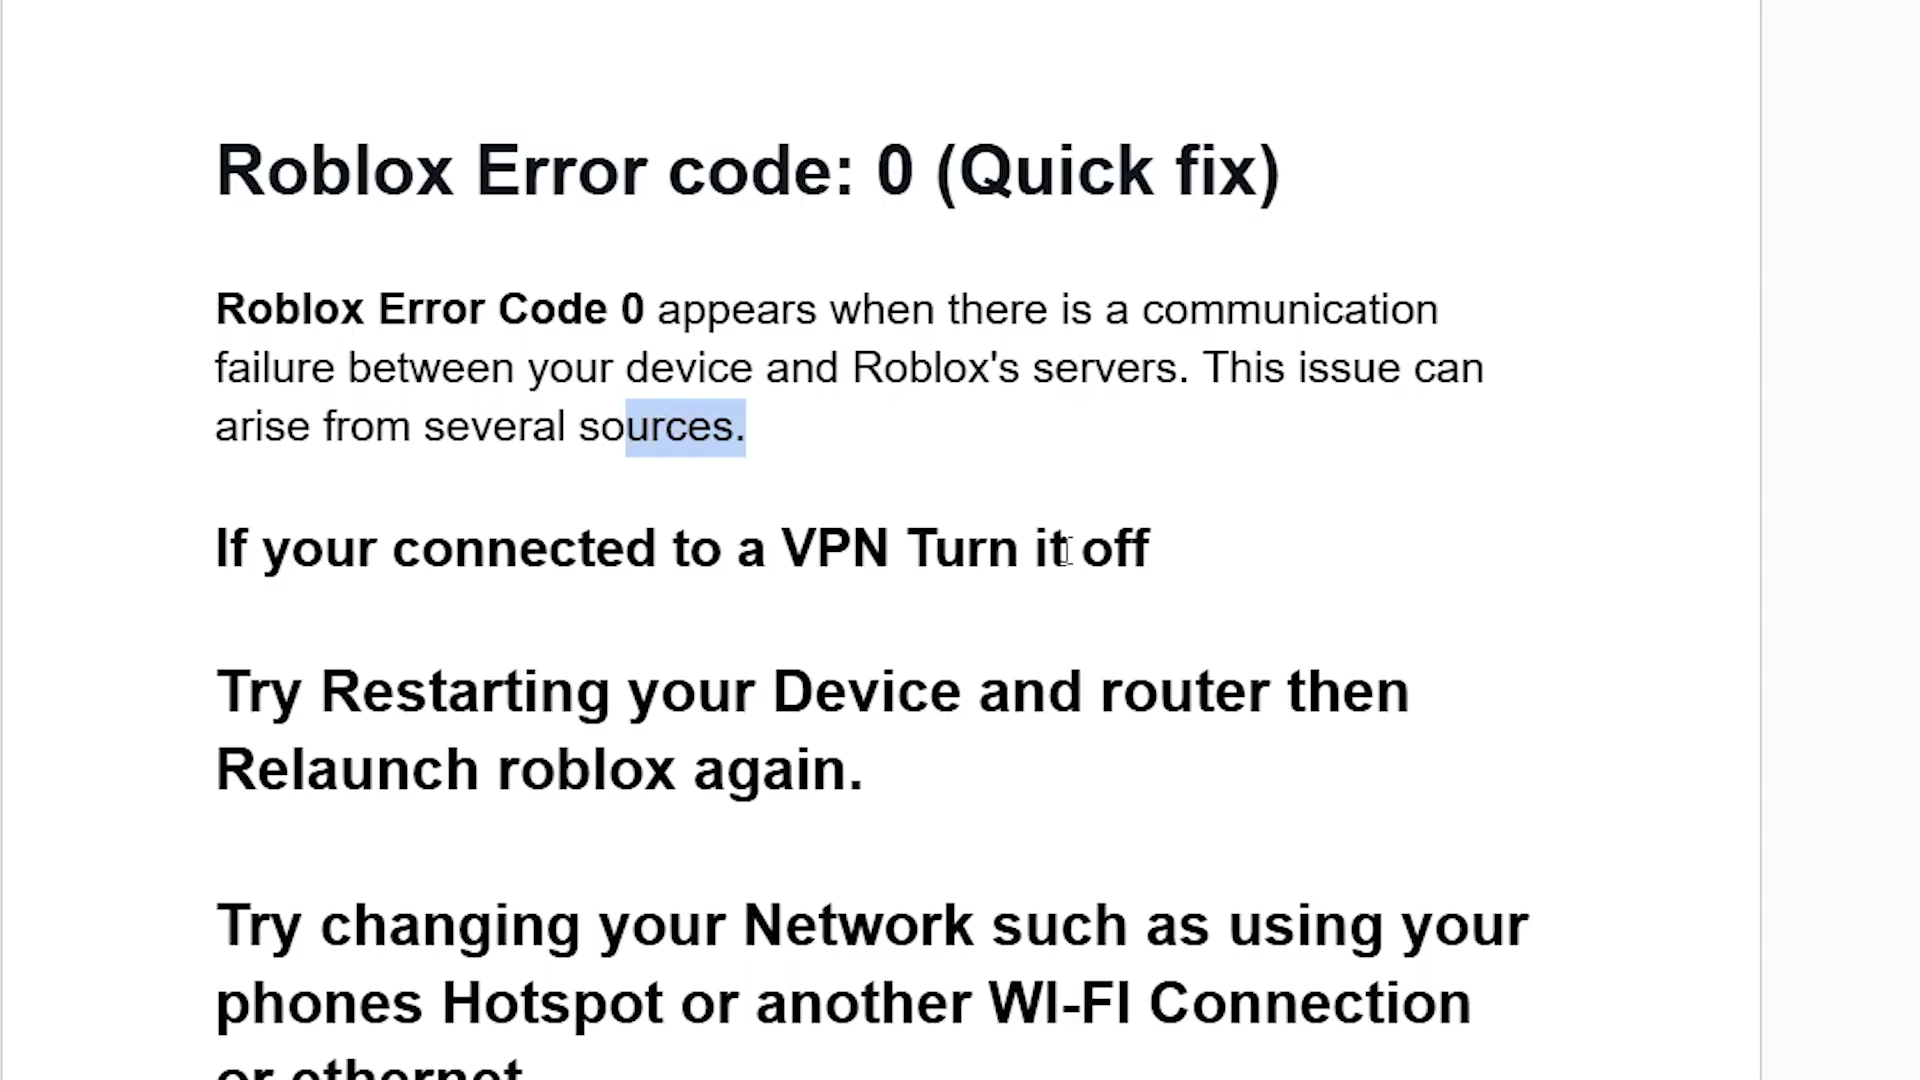 Roblox Error code: 0 (Quick fix)
Roblox Error Code 0 appears when there is a communication
failure between your device and Roblox's servers. This issue can
arise from several sources.
If your connected to a VPN Turn it off
Try Restarting your Device and router then
Relaunch roblox again.
Try changing your Network such as using your
phones Hotspot or another WI-FI Connection
or ethernet